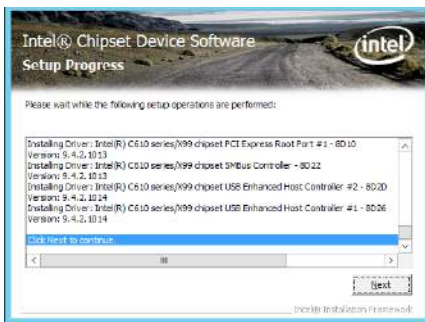 Intel® Chipset Device Software
intel
Setup Progress
Please wait while the following setup operations are performed:
Installing Driver: Intel(R) C610 series/X99 chipset PCI Express Root Port #1 - 8D10
Version: 9.4.2.1013
Installing Driver: Intel(R) C610 series/X99 chipset SMBus Controller - 8D22
Version: 9.4.2.1013
Installing Driver: Intel(R) C610 series/X99 chipset USB Enhanced Host Controller #2 - 8D2D
Version: 9.4.2.1014
Installing Driver: Intel(R) C610 series/X99 chipset USB Enhanced Host Controller #1 - 8D26
Version: 9.4.2.1014
Click Next to continue.
Next
Intel® Installation Framework